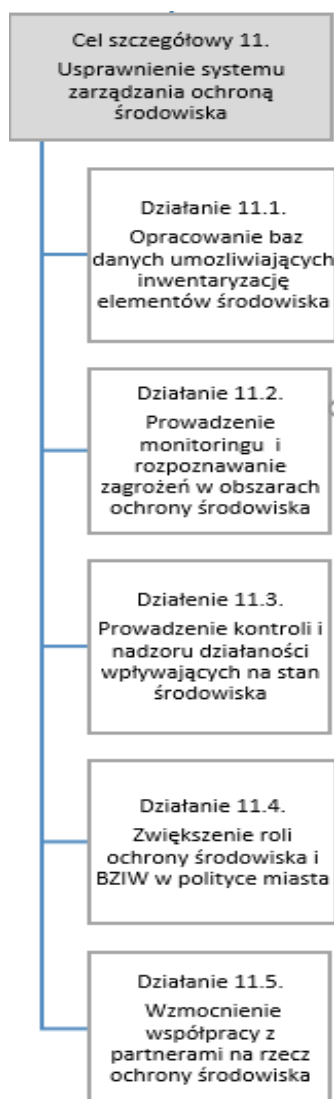 Cel szczegółowy 11.
Usprawnienie systemu
zarządzania ochroną
środowiska
Działanie 11.1.
Opracowanie baz
danych umozliwiających
inwentaryzację
elementów środowiska
Działanie 11.2.
Prowadzenie
monitoringu i
rozpoznawanie
zagrożeń w obszarach
ochrony środowiska
Działenie 11.3.
Prowadzenie kontroli i
nadzoru działaności
wpływających na stan
środowiska
Działanie 11.4.
Zwiększenie roli
ochrony środowiska i
BZIW w polityce miasta
Działanie 11.5.
Wzmocnienie
współpracy z
partnerami na rzecz
ochrony środowiska